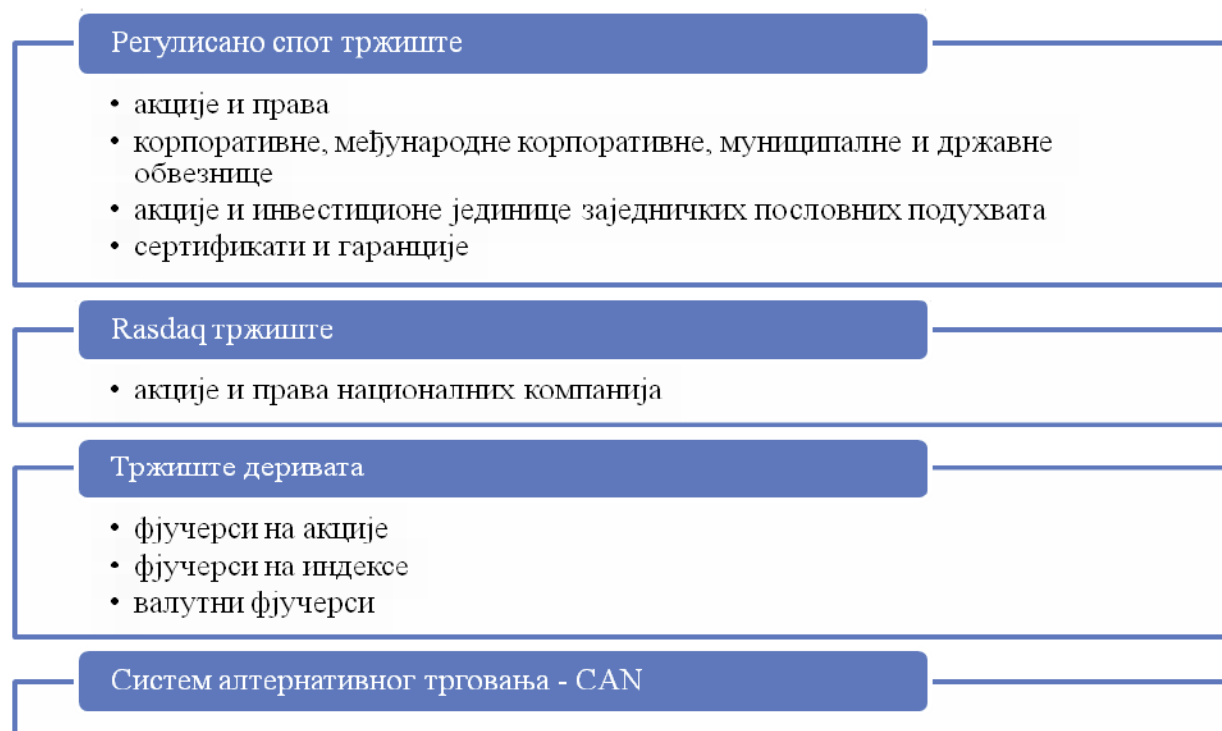 Регулисано спот тржиште
• акције и права
• корпоративне, међународне корпоративне, муниципалне и државне
обвезнице
• акције и инвестиционе јединице заједничких пословних подухвата
• сертификати и гаранције
Rasdaq тржиште
• акције и права националних компанија
Тржиште деривата
• фјучерси на акције
• фјучерси на индексе
• валутни фјучерси
Систем алтернативног трговања - CAN